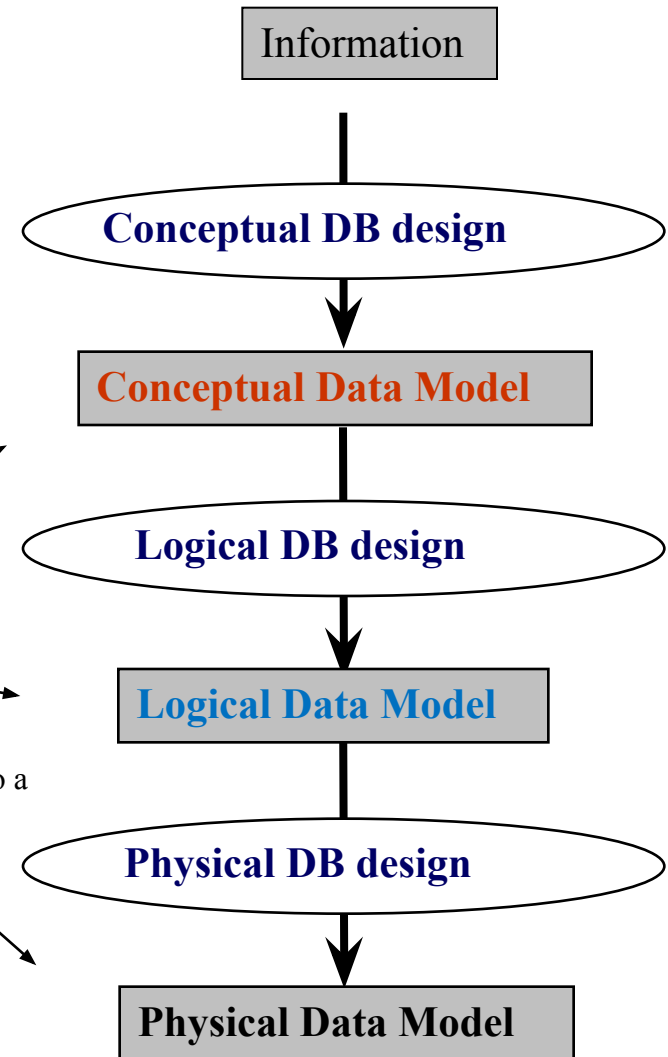 Information
Conceptual DB design
Conceptual Data Model
Logical DB design
Logical Data Model
a
Physical DB design
Physical Data Model